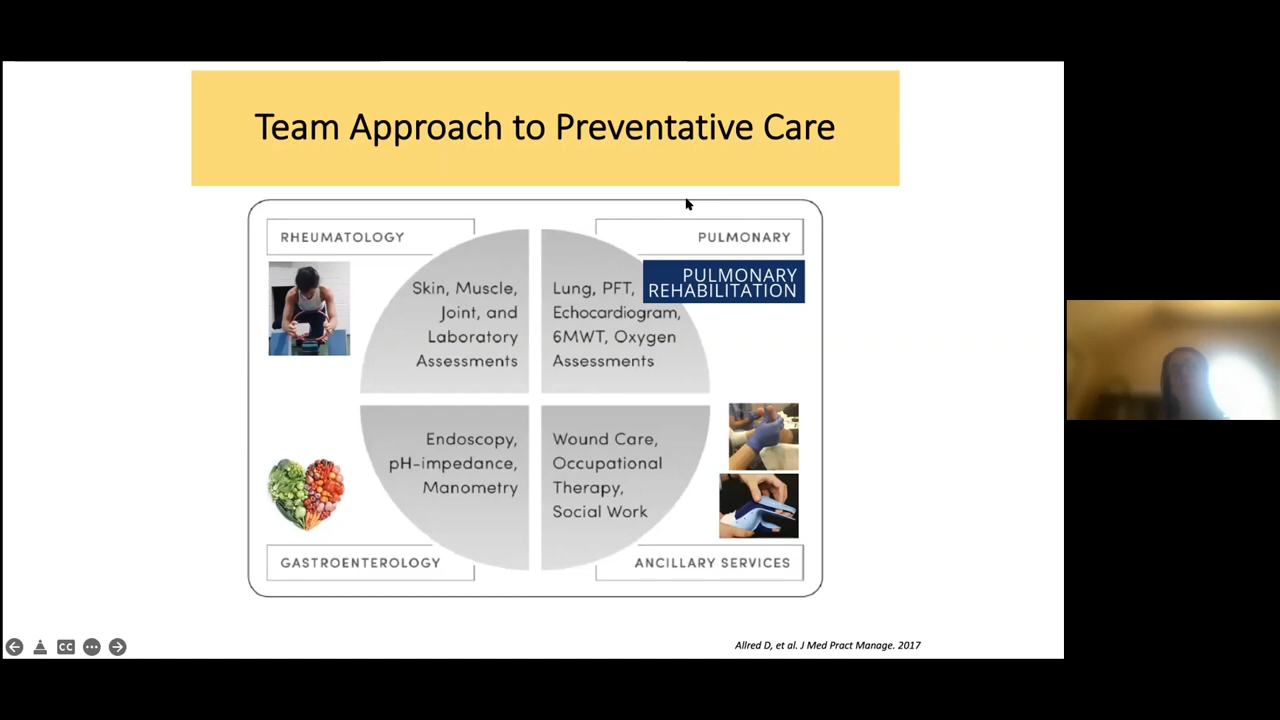 Team Approach to Preventative Care
RHEUMATOLOGY
Skin, Muscle,
Joint, and
Laboratory
Assessments
PULMONARY
PULMONARY
REHABILITATION
Lung, PFT,
Echocardiogram,
6MWT, Oxygen
Assessments
Endoscopy,
pH-impedance,
Manometry
GASTROENTEROLOGY
Wound Care,
Occupational
Therapy,
Social Work
ANCILLARY SERVICES
CC
Allred D, et al. J Med Pract Manage. 2017